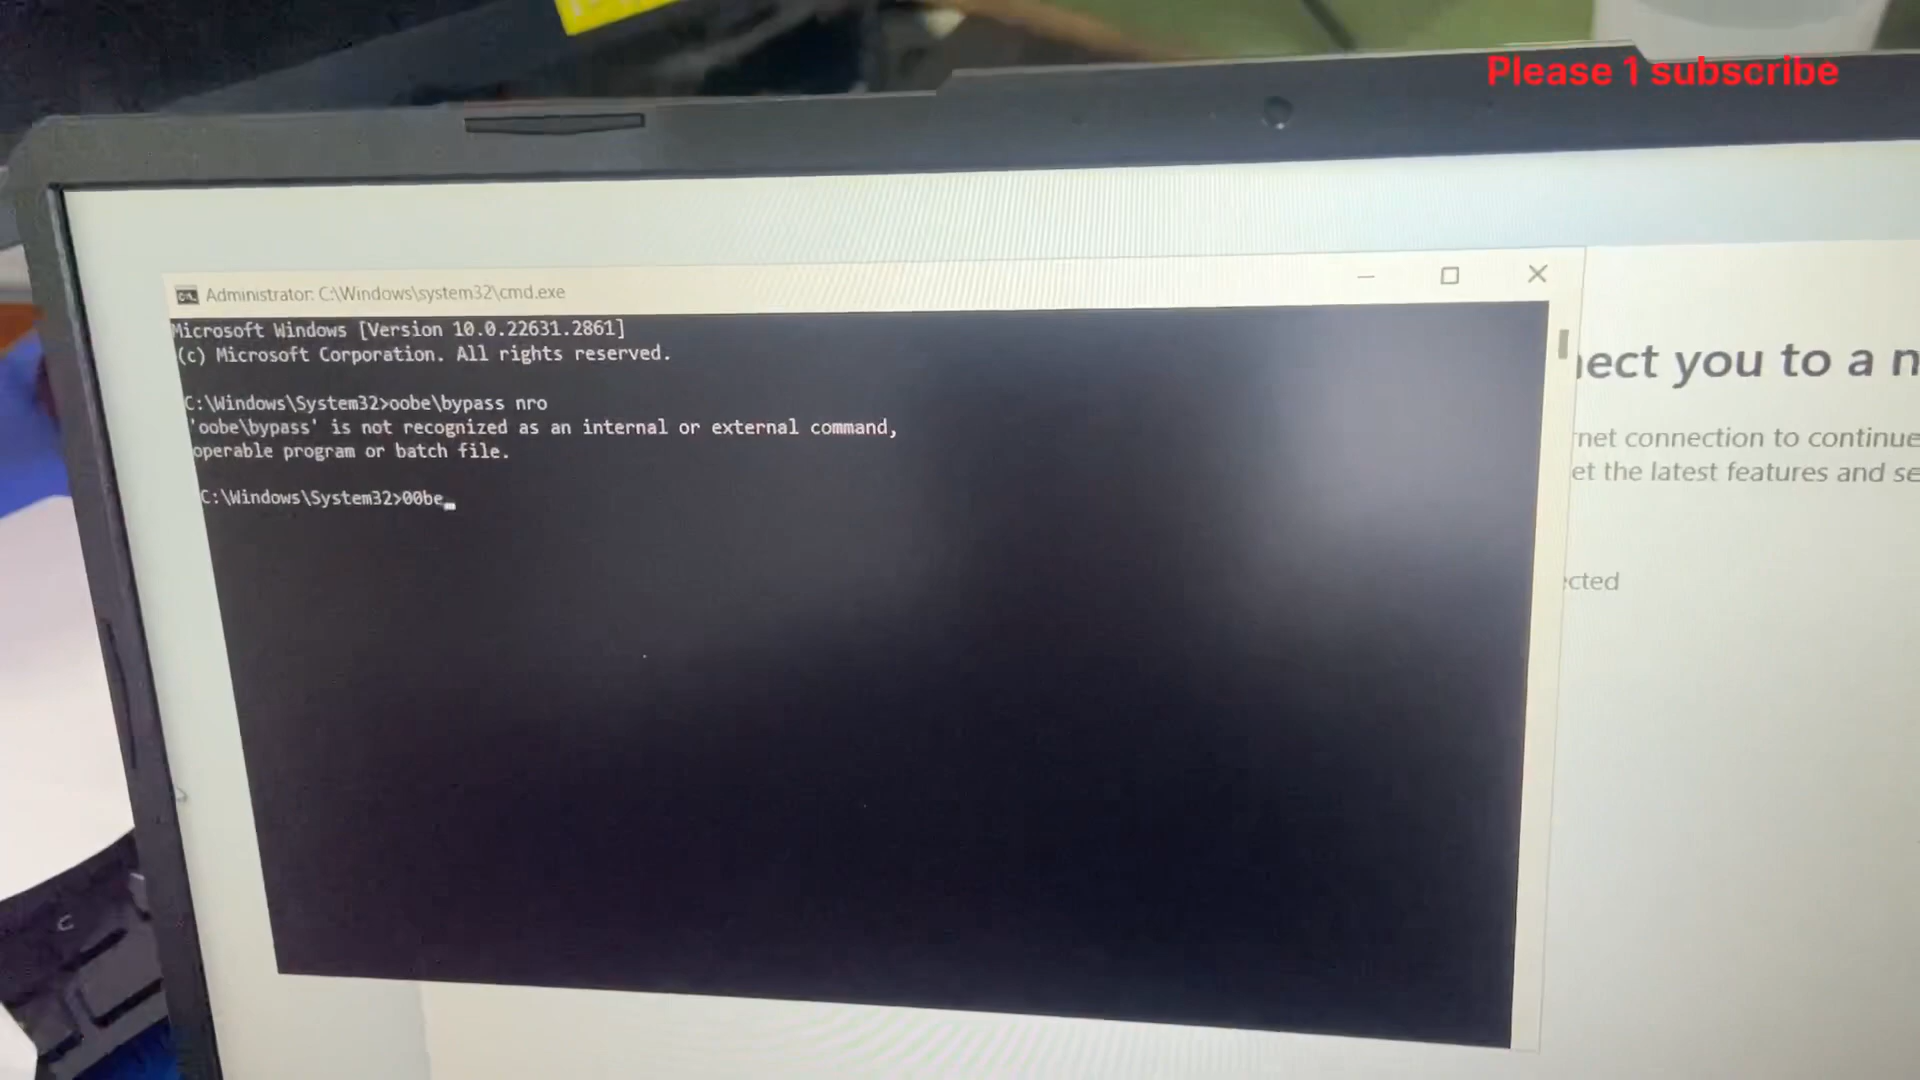 Please 1 subscribe
Administrator: C:\Windows\system32\cmd.exe
Microsoft Windows [Version 10.0.22631.2861]
(c) Microsoft Corporation. All rights reserved.
C:\Windows\System32>oobe\bypass nro
'oobe\bypass' is not recognized as an internal or external command,
operable program or batch file.
C:\Windows\System32>00be
ect you to a n
net connection to continue
et the latest features and se
cted